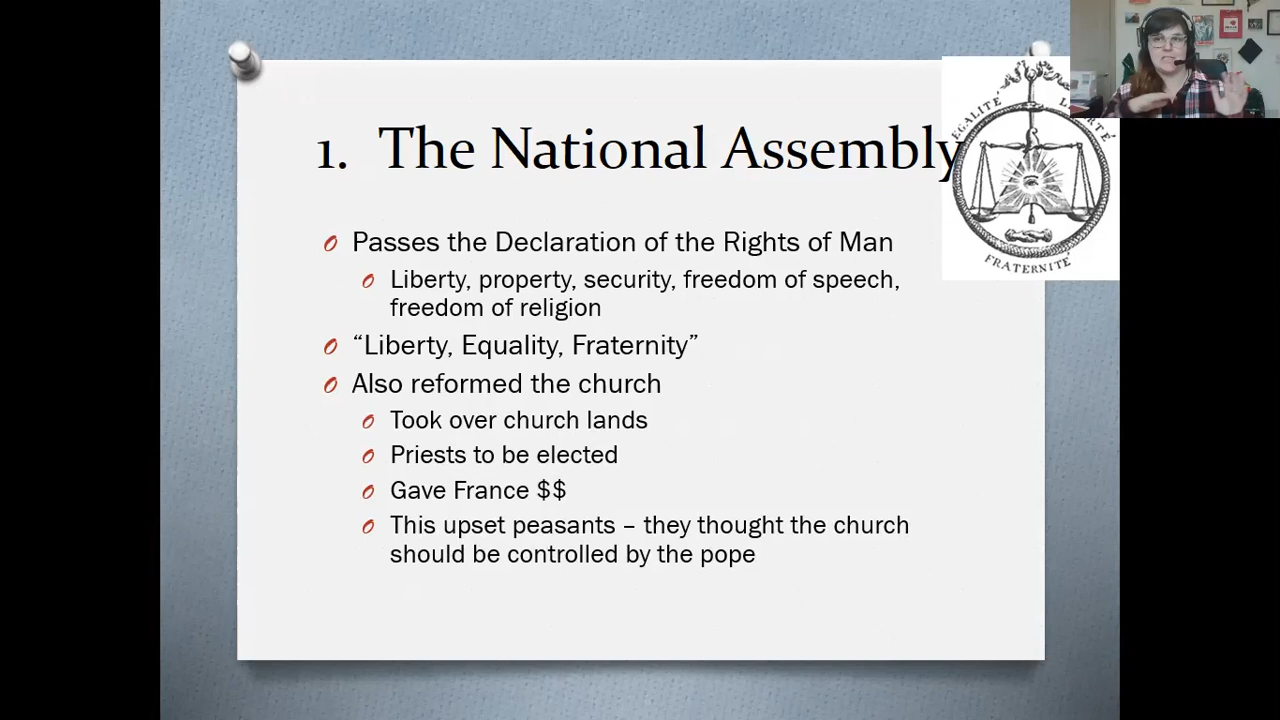 1. The National Assembly
EGALITÉ
FRATERNITÉ
Passes the Declaration of the Rights of Man
Liberty, property, security, freedom of speech,
freedom of religion
“Liberty, Equality, Fraternity”
Also reformed the church
Took over church lands
Priests to be elected
Gave France $$
This upset peasants – they thought the church
should be controlled by the pope